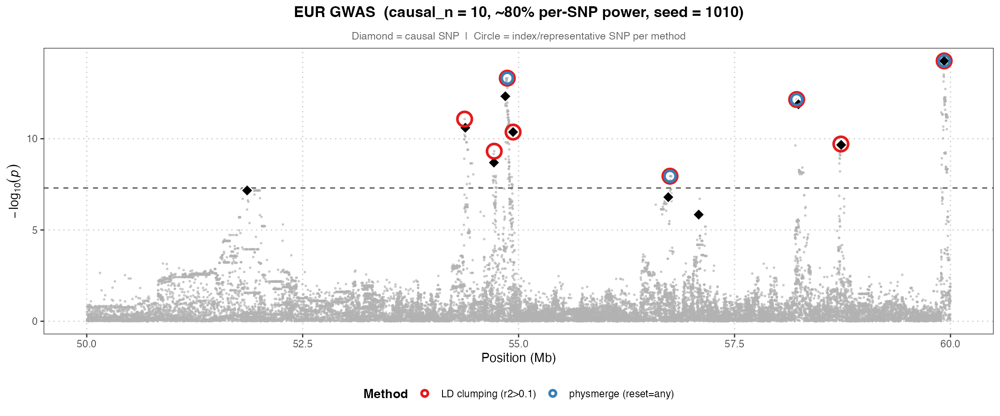 EUR GWAS (causal_n = 10, ~80% per-SNP power, seed = 1010)
Diamond = causal SNP | Circle = index/representative SNP per method
10
5
0
−log10(p)
50.0 52.5 55.0 57.5 60.0
Position (Mb)
Method LD clumping (r2>0.1) physmerge (reset=any)